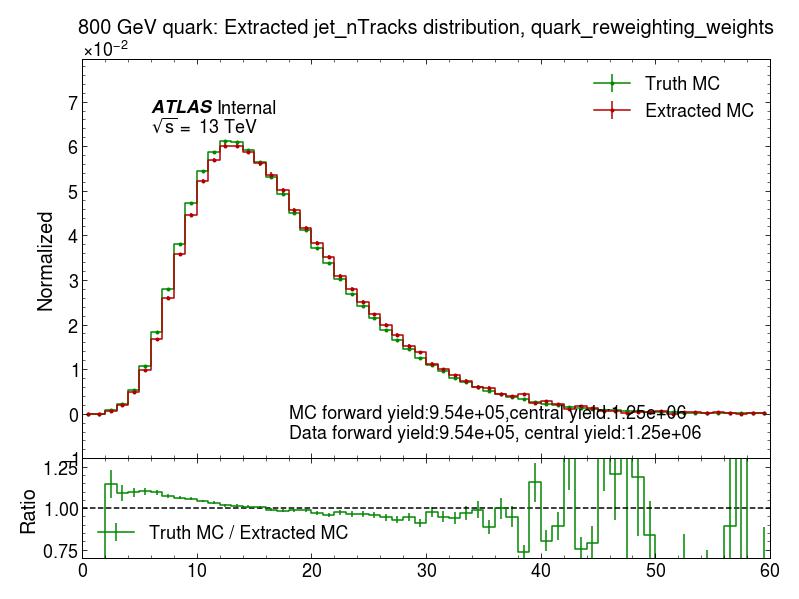 800 GeV quark: Extracted jet_nTracks distribution, quark_reweighting_weights
×10⁻²
ATLAS Internal
√s = 13 TeV
Truth MC
Extracted MC
Normalized
7
6
5
4
3
2
1
0
1
MC forward yield:9.54e+05,central yield:1.25e+06
Data forward yield:9.54e+05, central yield:1.25e+06
Ratio
1.25
1.00
0.75
Truth MC / Extracted MC
0 10 20 30 40 50 60